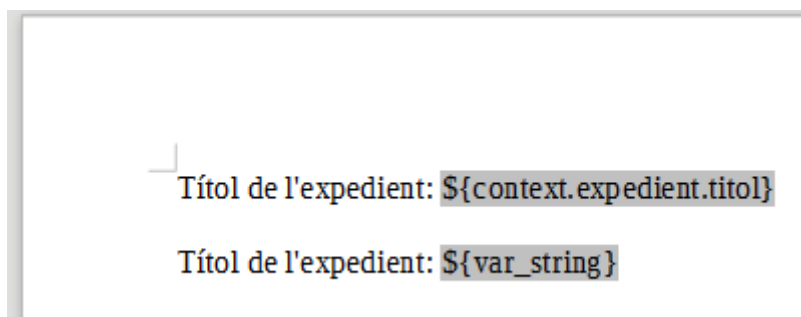 Títol de l'expedient: ${context.expedient.titol}
Títol de l'expedient: ${var_string}